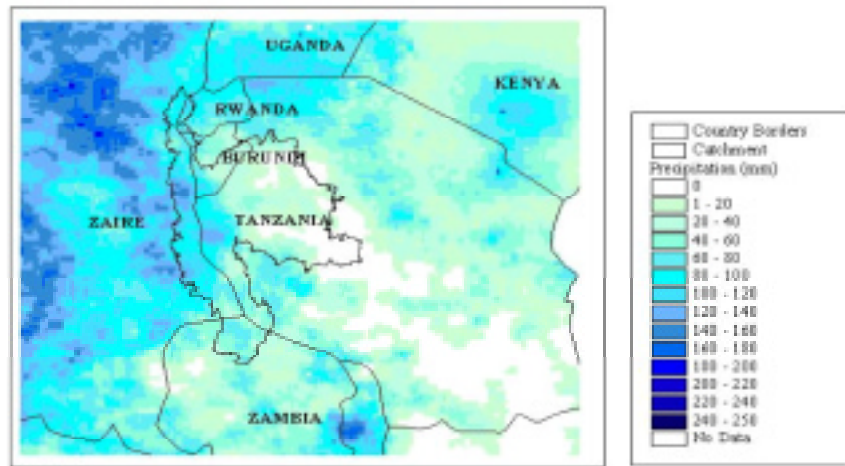 UGANDA
KENYA
RWANDA
BURUNDI
ZAIRE
TANZANIA
ZAMBIA
Country Borders
Catchment
Precipitation (mm)
0
1 - 20
20 - 40
40 - 60
60 - 80
80 - 100
100 - 120
120 - 140
140 - 160
160 - 180
180 - 200
200 - 220
220 - 240
240 - 250
No Data